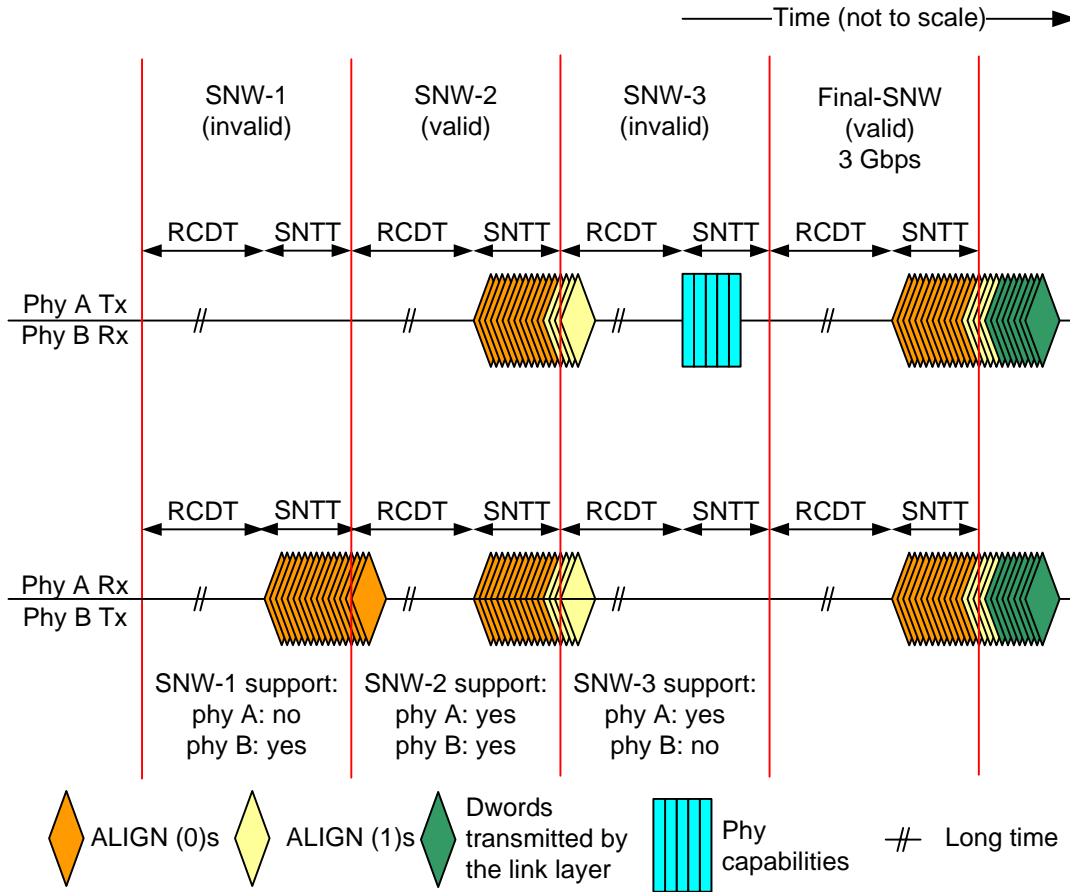 Time (not to scale)
SNW-1
(invalid)
SNW-2
(valid)
SNW-3
(invalid)
Final-SNW
(valid)
3 Gbps
RCDT SNTT RCDT SNTT RCDT SNTT RCDT SNTT
Phy A Tx
Phy B Rx
RCDT SNTT RCDT SNTT RCDT SNTT RCDT SNTT
Phy A Rx
Phy B Tx
SNW-1 support:
phy A: no
phy B: yes
SNW-2 support:
phy A: yes
phy B: yes
SNW-3 support:
phy A: yes
phy B: no
ALIGN (0)s
ALIGN (1)s
Dwords
transmitted by
the link layer
Phy
capabilities
Long time